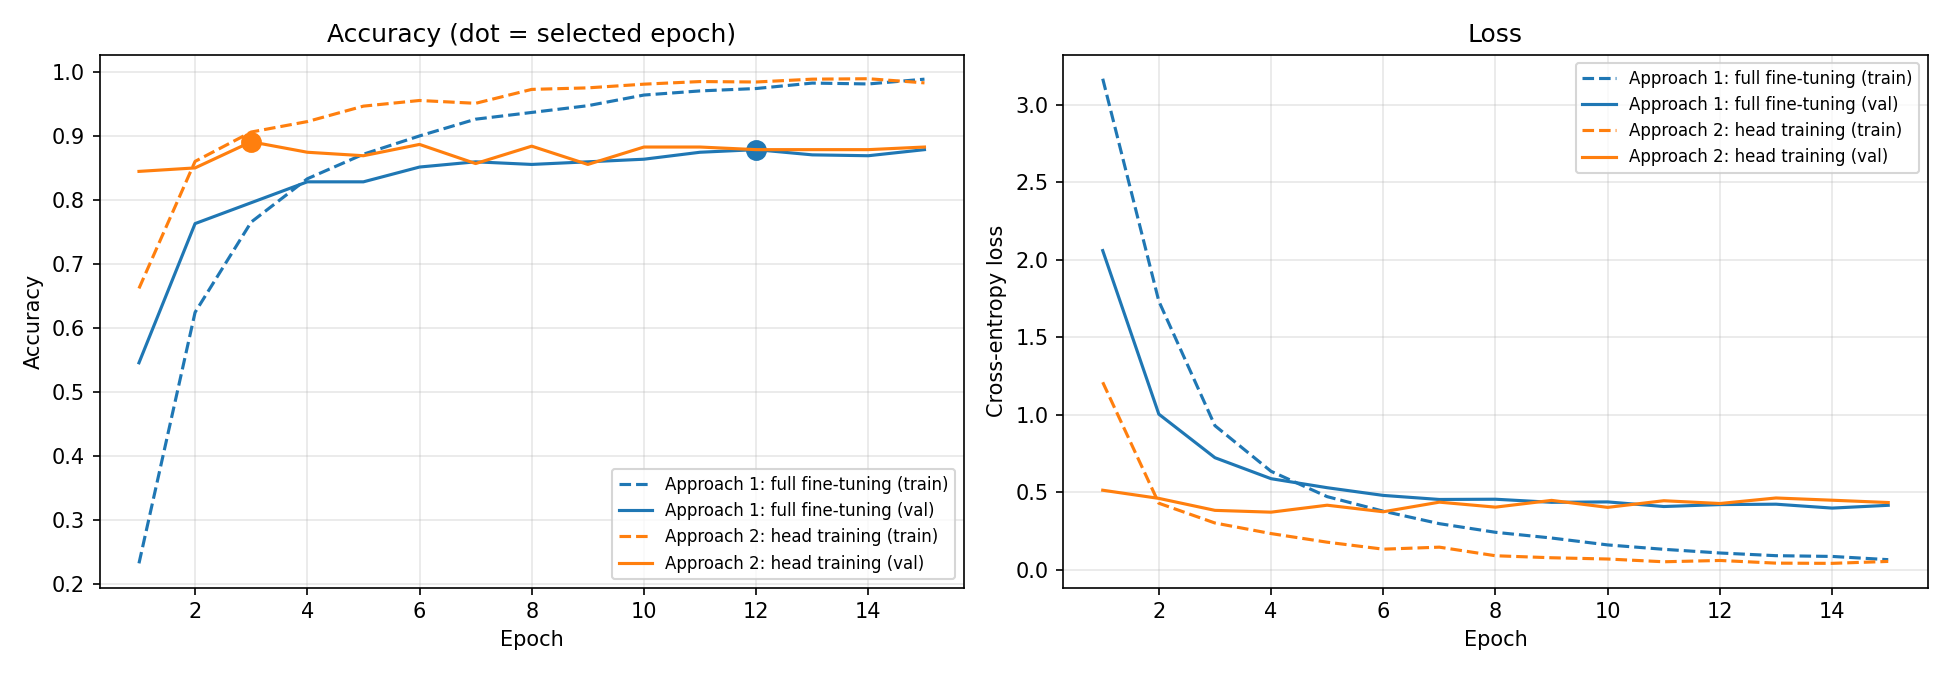 Accuracy (dot = selected epoch)
1.0
0.9
0.8
0.7
0.6
0.5
0.4
0.3
0.2
Accuracy
2 4 6 8 10 12 14
Epoch
Approach 1: full fine-tuning (train)
Approach 1: full fine-tuning (val)
Approach 2: head training (train)
Approach 2: head training (val)
Loss
3.0
2.5
2.0
1.5
1.0
0.5
0.0
Cross-entropy loss
2 4 6 8 10 12 14
Epoch
Approach 1: full fine-tuning (train)
Approach 1: full fine-tuning (val)
Approach 2: head training (train)
Approach 2: head training (val)